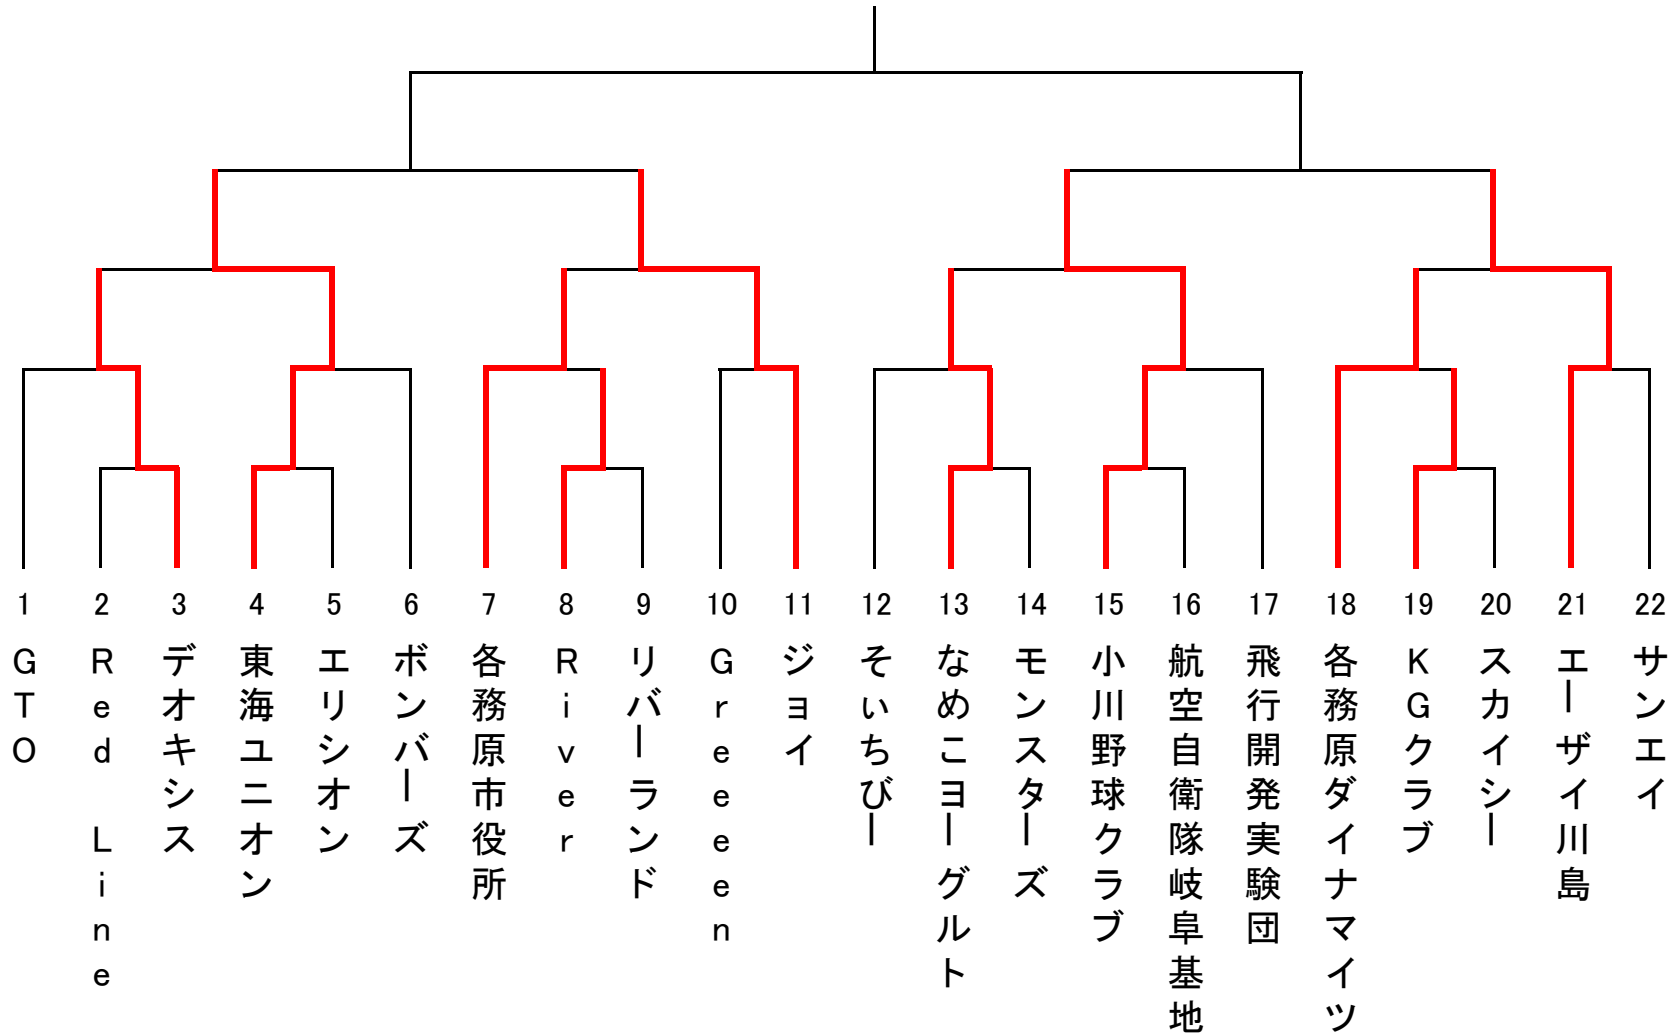 1
GTO
2
Red Line
3
デオキシス
4
東海ユニオン
5
エリシオン
6
ボンバーズ
7
各務原市役所
8
River
9
リバーランド
10
Greeeen
11
ジョイ
12
そぃちびー
13
なめこヨーグルト
14
モンスターズ
15
小川野球クラブ
16
航空自衛隊岐阜基地
17
飛行開発実験団
18
各務原ダイナマイツ
19
KGクラブ
20
スカイシー
21
エーザイ川島
22
サンエイ